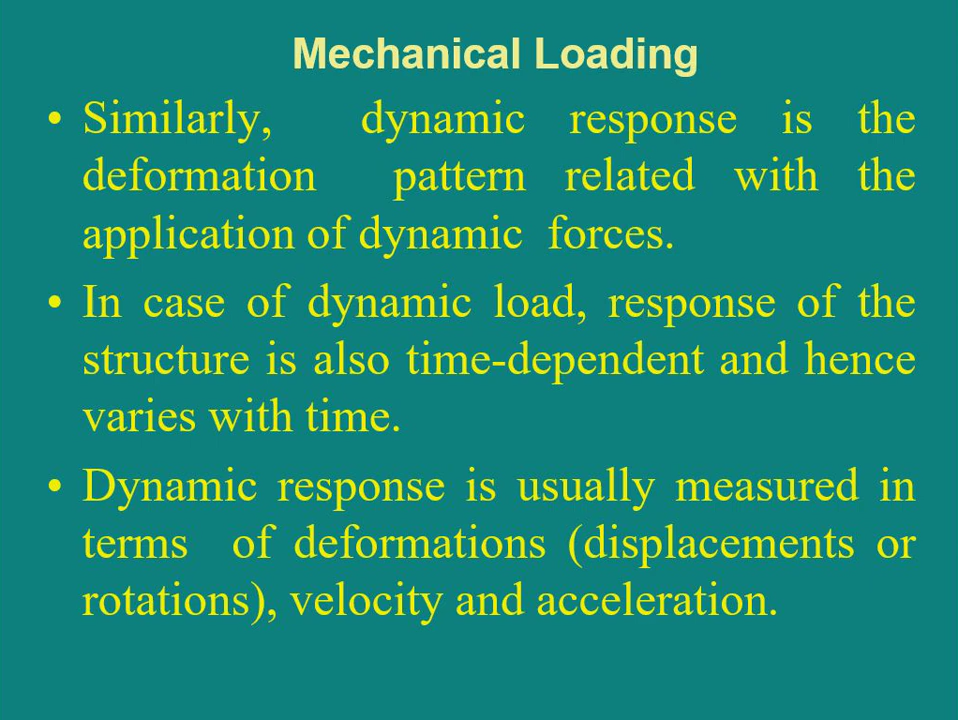 Mechanical Loading
• Similarly, dynamic response is the
deformation pattern related with the
application of dynamic forces.
• In case of dynamic load, response of the
structure is also time-dependent and hence
varies with time.
• Dynamic response is usually measured in
terms of deformations (displacements or
rotations), velocity and acceleration.